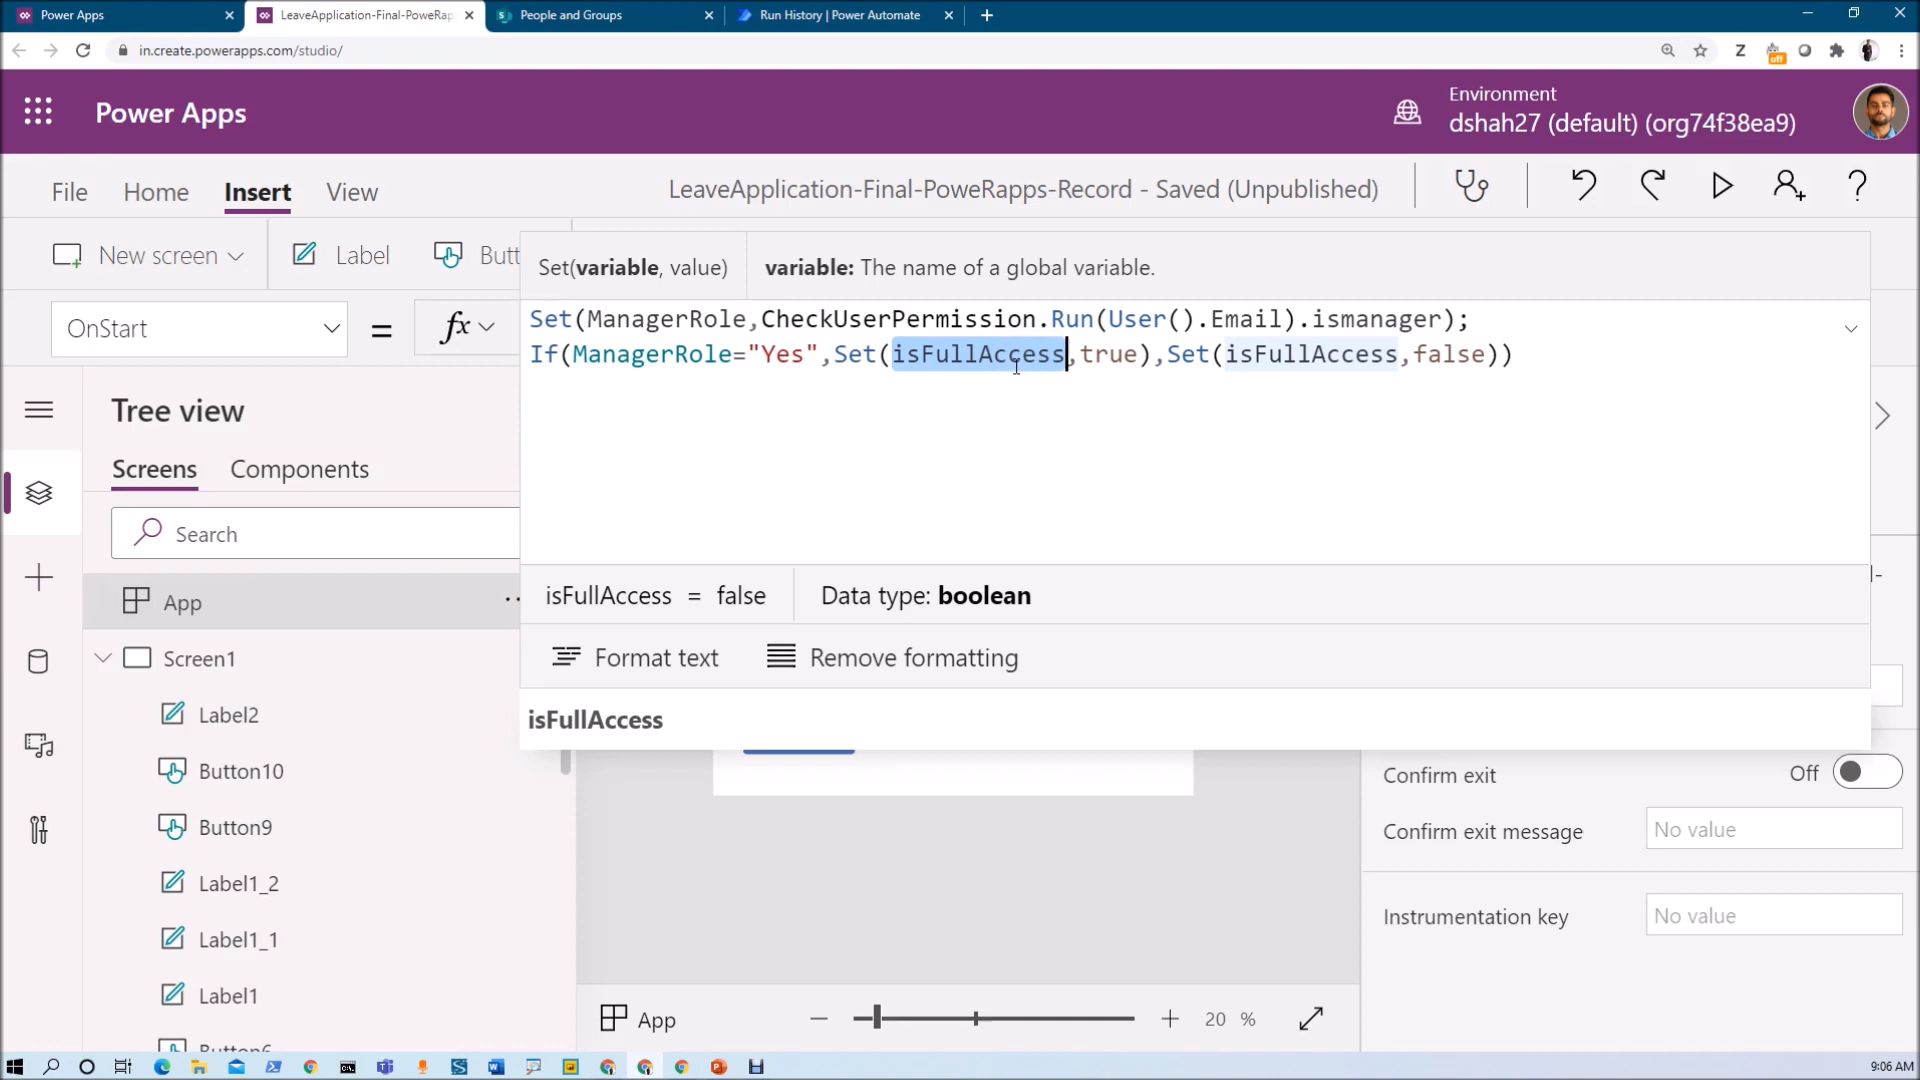 Power Apps
LeaveApplication-Final-PoweRap
People and Groups
Run History | Power Automate
in.create.powerapps.com/studio/
Z
off
Power Apps
Environment
dshah27 (default) (org74f38ea9)
File
Home
Insert
View
LeaveApplication-Final-PoweRapps-Record - Saved (Unpublished)
New screen
Label
Butt
Set(variable, value)
variable: The name of a global variable.
OnStart
=
fx
Set(ManagerRole,CheckUserPermission.Run(User().Email).ismanager);
If(ManagerRole="Yes",Set(isFullAccess,true),Set(isFullAccess,false))
Tree view
Screens
Components
Search
App
isFullAccess = false
Data type: boolean
Format text
Remove formatting
isFullAccess
Screen1
Label2
Button10
Button9
Label1_2
Label1_1
Label1
Button6
Confirm exit
Off
Confirm exit message
No value
Instrumentation key
No value
App
20 %
9:06 AM